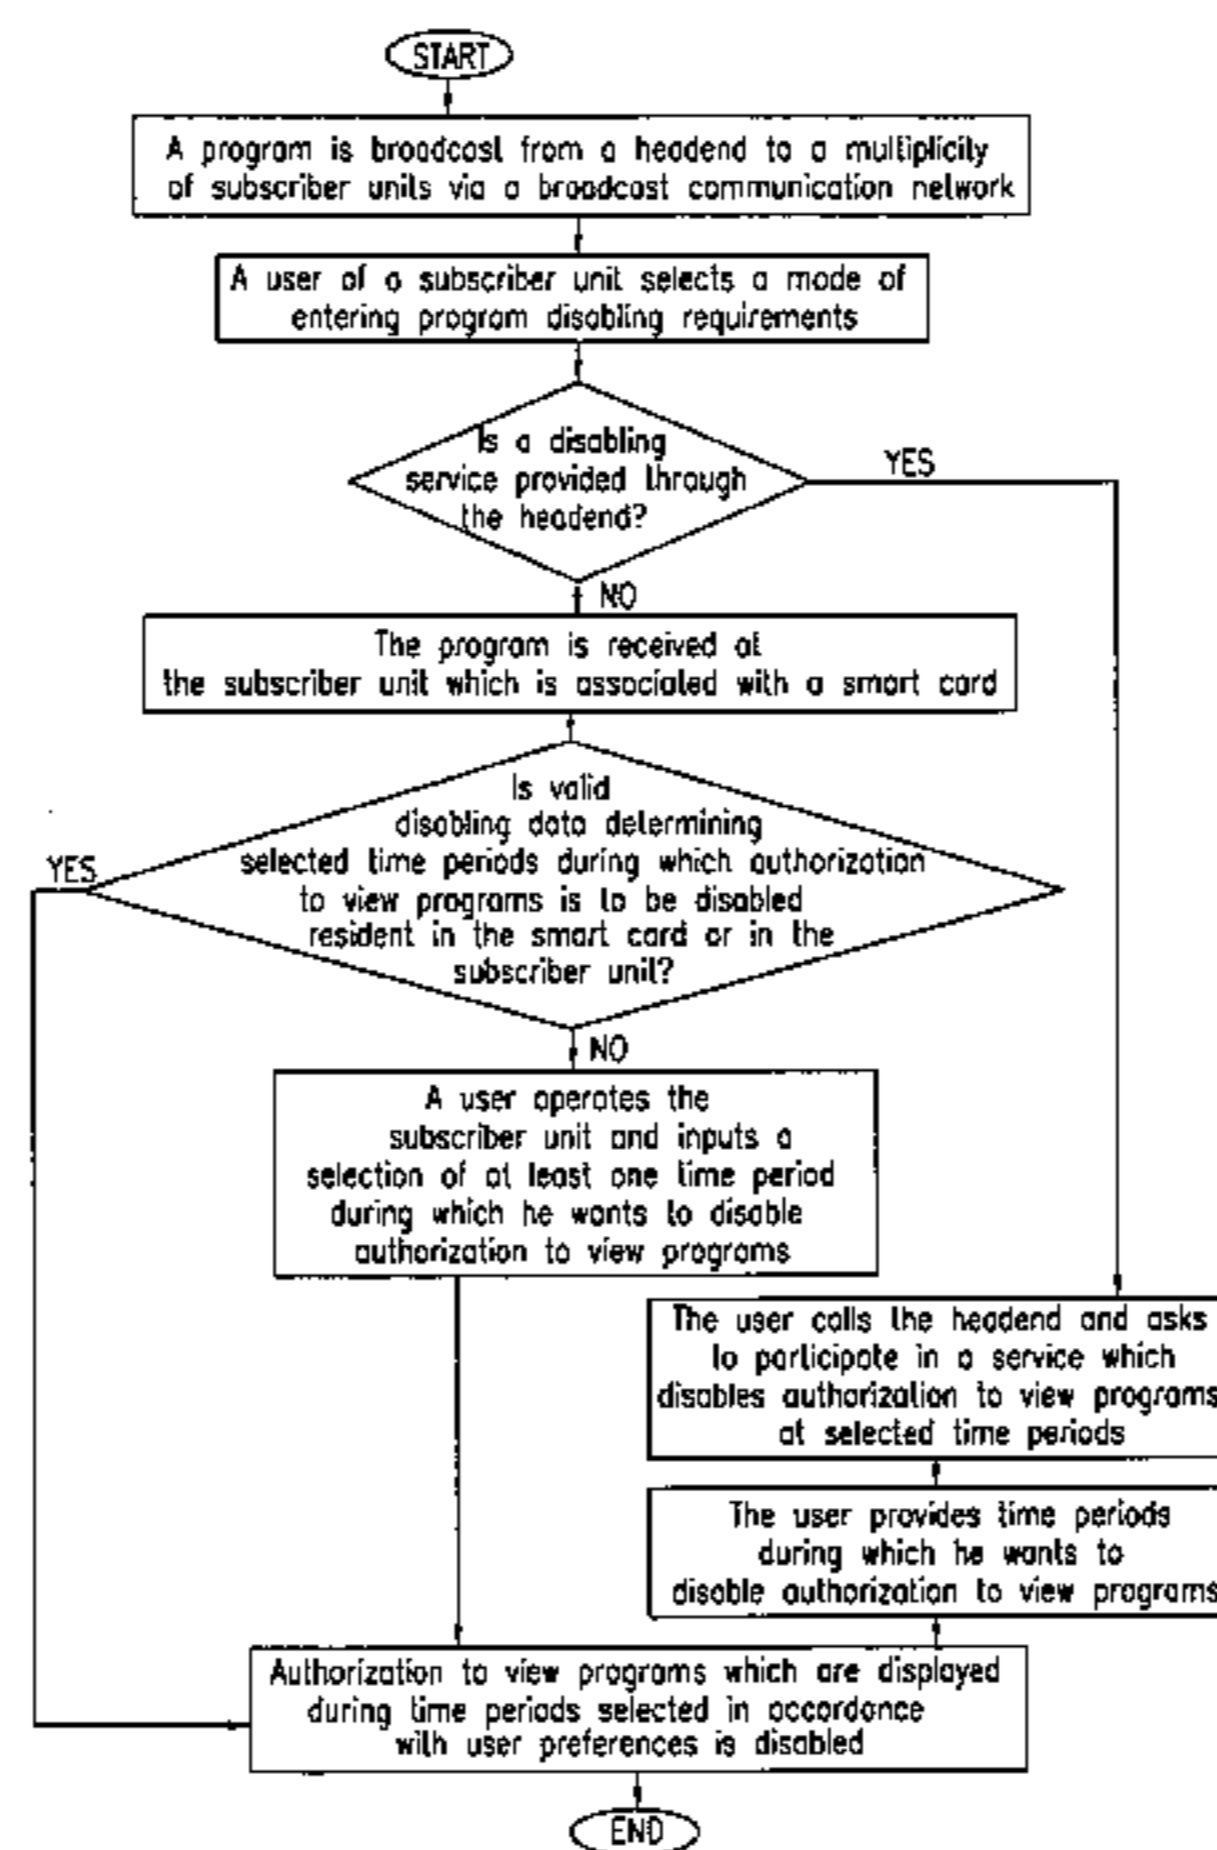 START
A program is broadcast from a headend to a multiplicity
of subscriber units via a broadcast communication network
A user of a subscriber unit selects a mode of
entering program disabling requirements
Is a disabling
service provided through
the headend?
YES
NO
The program is received at
the subscriber unit which is associated with a smart card
Is valid
disabling data determining
selected time periods during which authorization
to view programs is to be disabled
resident in the smart card or in the
subscriber unit?
YES
NO
A user operates the
subscriber unit and inputs a
selection of at least one time period
during which he wants to disable
authorization to view programs
The user calls the headend and asks
to participate in a service which
disables authorization to view programs
at selected time periods
The user provides time periods
during which he wants to
disable authorization to view programs
Authorization to view programs which are displayed
during time periods selected in accordance
with user preferences is disabled
END